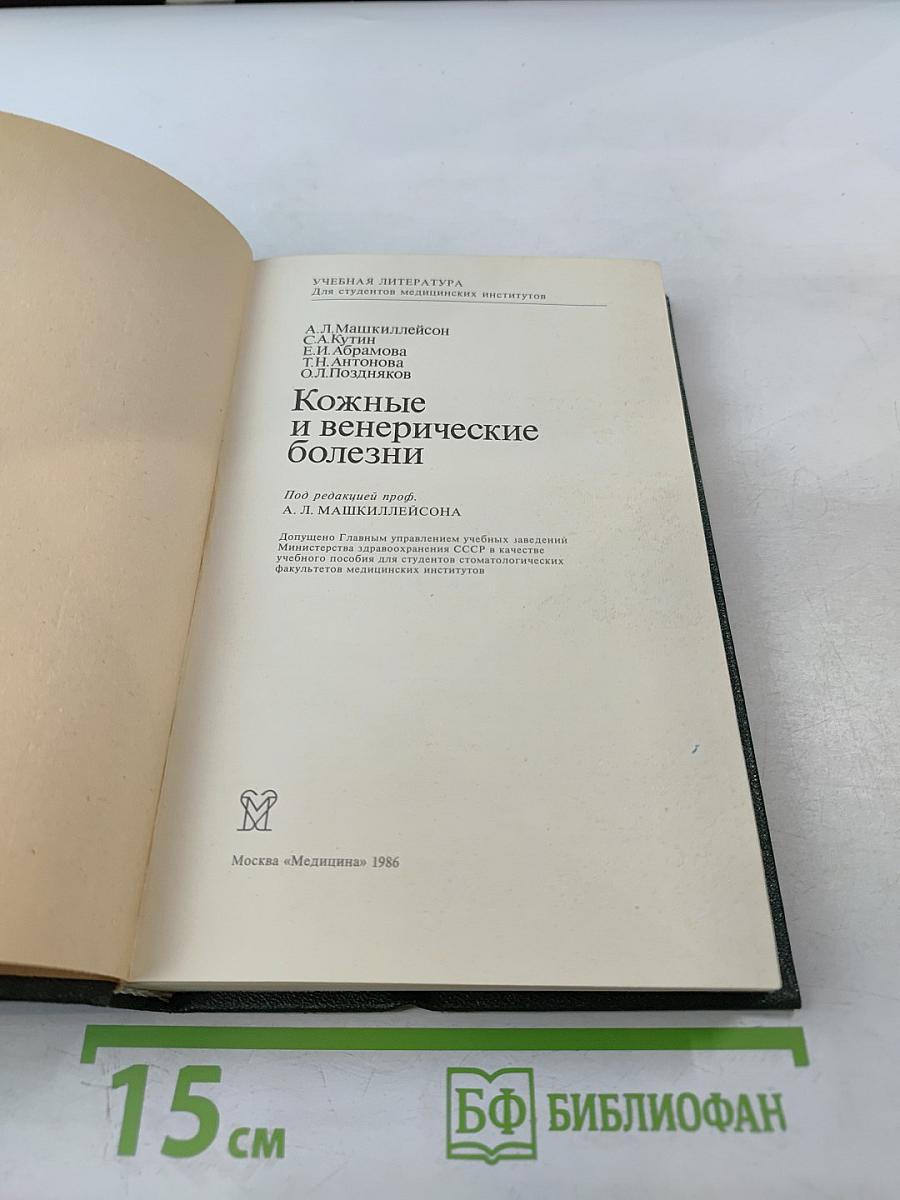 УЧЕБНАЯ ЛИТЕРАТУРА
Для студентов медицинских институтов
А.Л.Машкиллейсон
С.А.Кутин
Е.И.Абрамова
Т.Н.Антонова
О.Л.Поздняков
Кожные
и венерические
болезни
Под редакцией проф.
А. Л. МАШКИЛЛЕЙСОНА
Допущено Главным управлением учебных заведений
Министерства здравоохранения СССР в качестве
учебного пособия для студентов стоматологических
факультетов медицинских институтов
Москва «Медицина» 1986
15 см
БФ БИБЛИОФАН